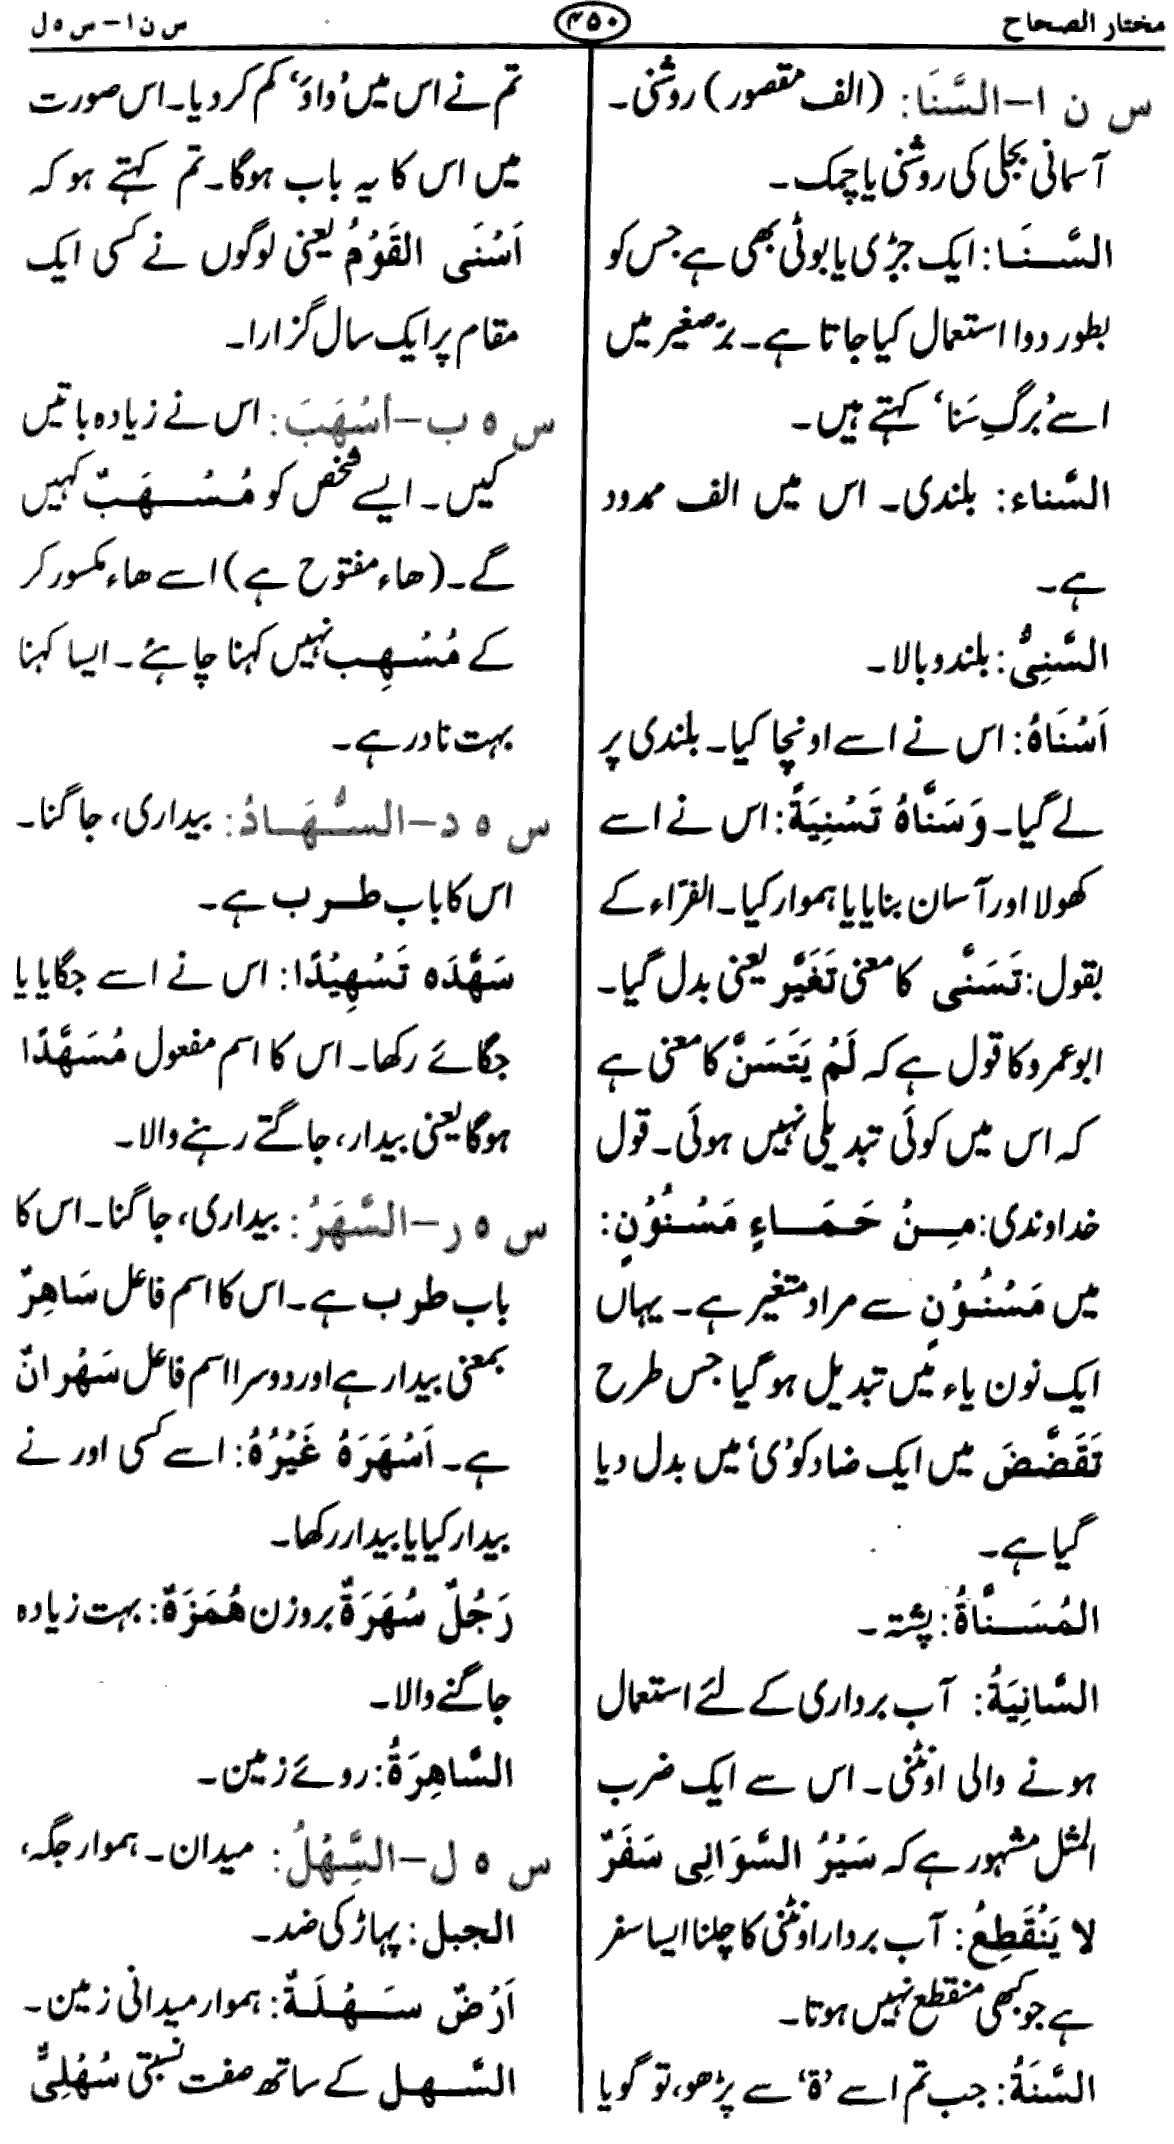 مختار الصحاح
۴۵۰
س ن ا – س ہ ل
س ن ا – السَّنَا: (الف مقصور) روشنی۔
آسمانی بجلی کی روشنی یا چمک۔
السَّنَا: ایک جڑی یا بوٹی بھی ہے جس کو
بطور دوا استعمال کیا جاتا ہے۔ برّصغیر میں
اسے ’برگِ سَنا‘ کہتے ہیں۔
السَّناء: بلندی۔ اس میں الف ممدود
ہے۔
السَّنِیُّ: بلند و بالا۔
اَسْنَاهُ: اس نے اسے اونچا کیا۔ بلندی پر
لے گیا۔ وَسَنَّاهُ تَسْنِيَةً: اس نے اسے
کھولا اور آسان بنایا یا ہموار کیا۔ الفرّاء کے
بقول: تَسَنّٰی کا معنی تَغَيَّر یعنی بدل گیا۔
ابوعمرو کا قول ہے کہ لَمْ يَتَسَنَّ کا معنی ہے
کہ اس میں کوئی تبدیلی نہیں ہوئی۔ قول
خداوندی: مِنْ حَمَاءٍ مَسْنُوْنٍ:
میں مَسْنُوْنٍ سے مراد متغیر ہے۔ یہاں
ایک نون یاء میں تبدیل ہو گیا جس طرح
تَقَضَّضَ میں ایک ضاد کو ’ی‘ میں بدل دیا
گیا ہے۔
المُسَنَّاةُ: پشتہ۔
السَّانِيَةُ: آب برداری کے لئے استعمال
ہونے والی اونٹنی۔ اس سے ایک ضرب
المثل مشہور ہے کہ سَيْرُ السَّوَانِی سَفَرٌ
لا يَنْقَطِعُ: آب بردار اونٹنی کا چلنا ایسا سفر
ہے جو کبھی منقطع نہیں ہوتا۔
السَّنَةُ: جب تم اسے ’ة‘ سے پڑھو، تو گویا
تم نے اس میں ’واو‘ کم کر دیا۔ اس صورت
میں اس کا یہ باب ہوگا۔ تم کہتے ہو کہ
اَسْنَی القَوْمُ یعنی لوگوں نے کسی ایک
مقام پر ایک سال گزارا۔
س ہ ب – أَسْهَبَ: اس نے زیادہ باتیں
کیں۔ ایسے شخص کو مُسْهَبٌ کہیں
گے۔ (ھاء مفتوح ہے) اسے ھاء مکسور کر
کے مُسْهِب نہیں کہنا چاہئے۔ ایسا کہنا
بہت نادر ہے۔
س ہ د – السُّهَادُ: بیداری، جاگنا۔
اس کا باب طرب ہے۔
سَهَّدَه تَسْهِيْدًا: اس نے اسے جگایا یا
جگائے رکھا۔ اس کا اسم مفعول مُسَهَّدًا
ہوگا یعنی بیدار، جاگتے رہنے والا۔
س ہ ر – السَّهَرُ: بیداری، جاگنا۔ اس کا
باب طرب ہے۔ اس کا اسم فاعل سَاهِرٌ
بمعنی بیدار ہے اور دوسرا اسم فاعل سَهْرانٌ
ہے۔ اَسْهَرَهُ غَيْرُهُ: اسے کسی اور نے
بیدار کیا یا بیدار رکھا۔
رَجُلٌ سُهَرَةٌ بروزن هُمَزَةٌ: بہت زیادہ
جاگنے والا۔
السَّاهِرَةُ: روئے زمین۔
س ہ ل – السَّهْلُ: میدان۔ ہموار جگہ،
الجبل: پہاڑ کی ضد۔
اَرْضٌ سَهْلَةٌ: ہموار میدانی زمین۔
السَّهل کے ساتھ صفت نسبتی سُهْلِیٌّ